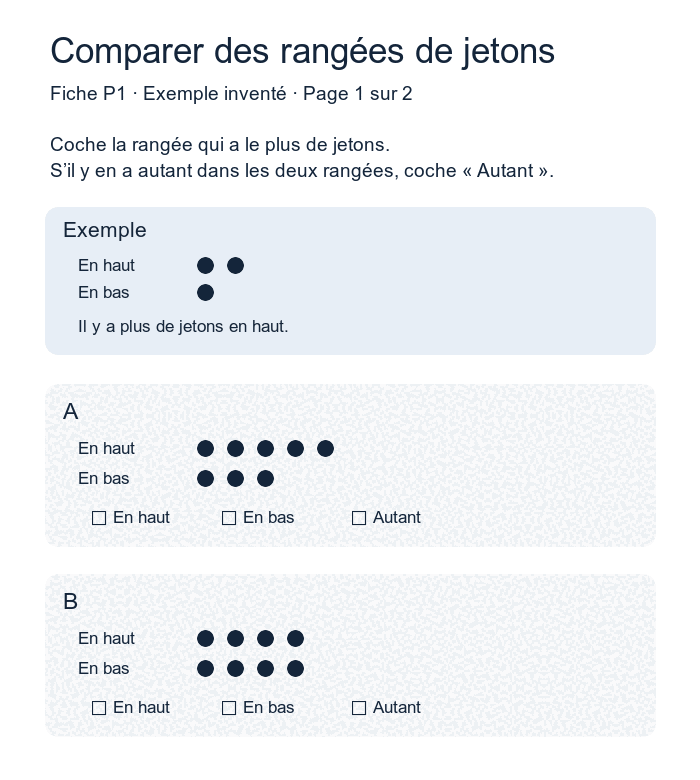 Comparer des rangées de jetons
Fiche P1 · Exemple inventé · Page 1 sur 2
Coche la rangée qui a le plus de jetons.
S’il y en a autant dans les deux rangées, coche « Autant ».
Exemple
En haut
En bas
Il y a plus de jetons en haut.
A
En haut
En bas
En haut En bas Autant
B
En haut
En bas
En haut En bas Autant